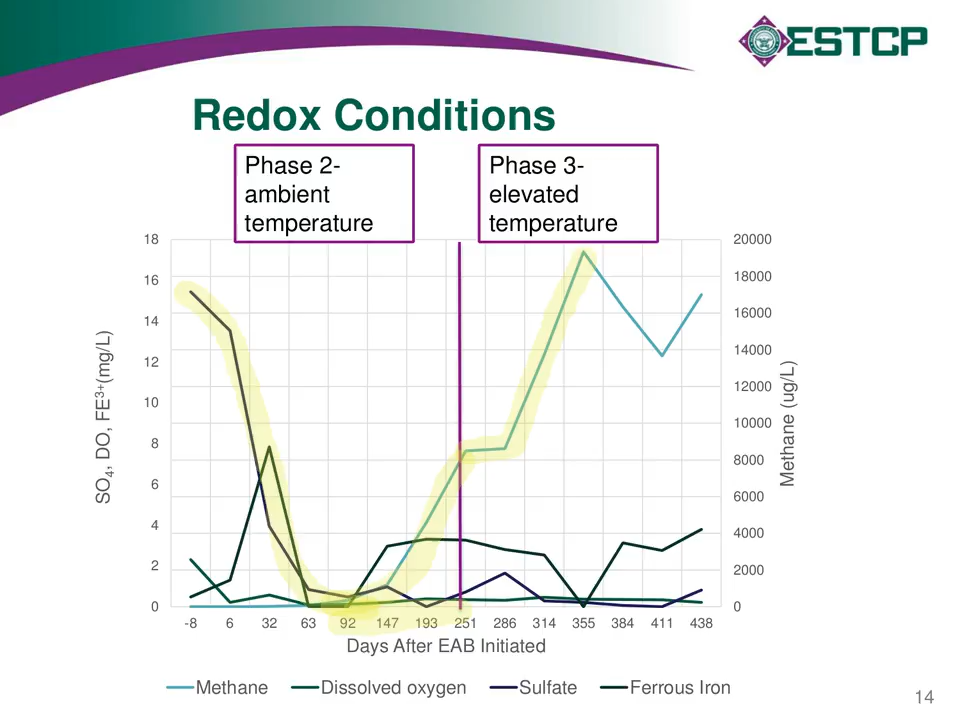 ESTCP
Redox Conditions
Phase 2-
ambient
temperature
Phase 3-
elevated
temperature
18
16
14
12
10
8
6
4
2
0
SO4, DO, FE3+(mg/L)
20000
18000
16000
14000
12000
10000
8000
6000
4000
2000
0
Methane (ug/L)
-8 6 32 63 92 147 193 251 286 314 355 384 411 438
Days After EAB Initiated
Methane Dissolved oxygen Sulfate Ferrous Iron
14